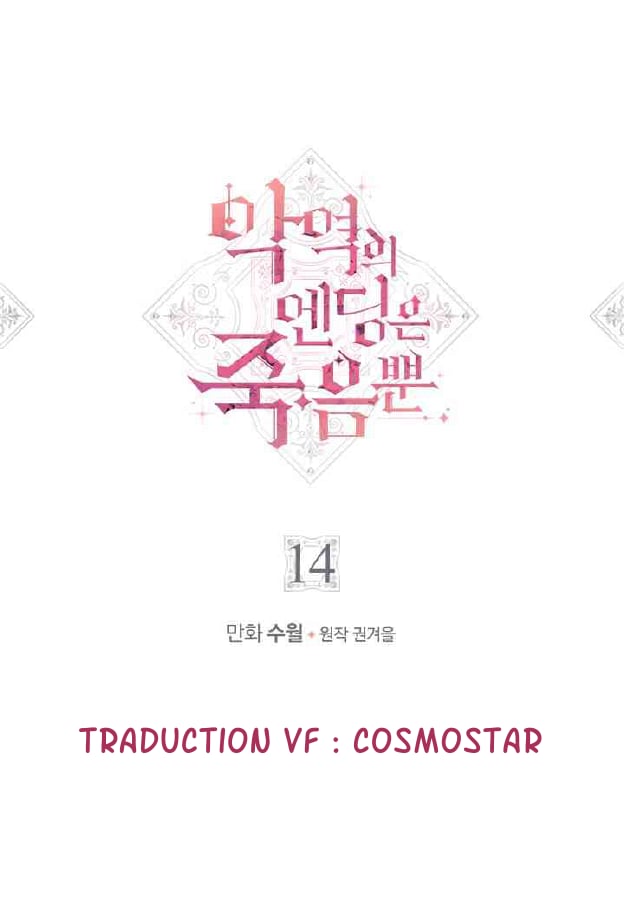 악역의
엔딩은
죽음뿐
14
만화 수월 ✦ 원작 권겨을
TRADUCTION VF : COSMOSTAR